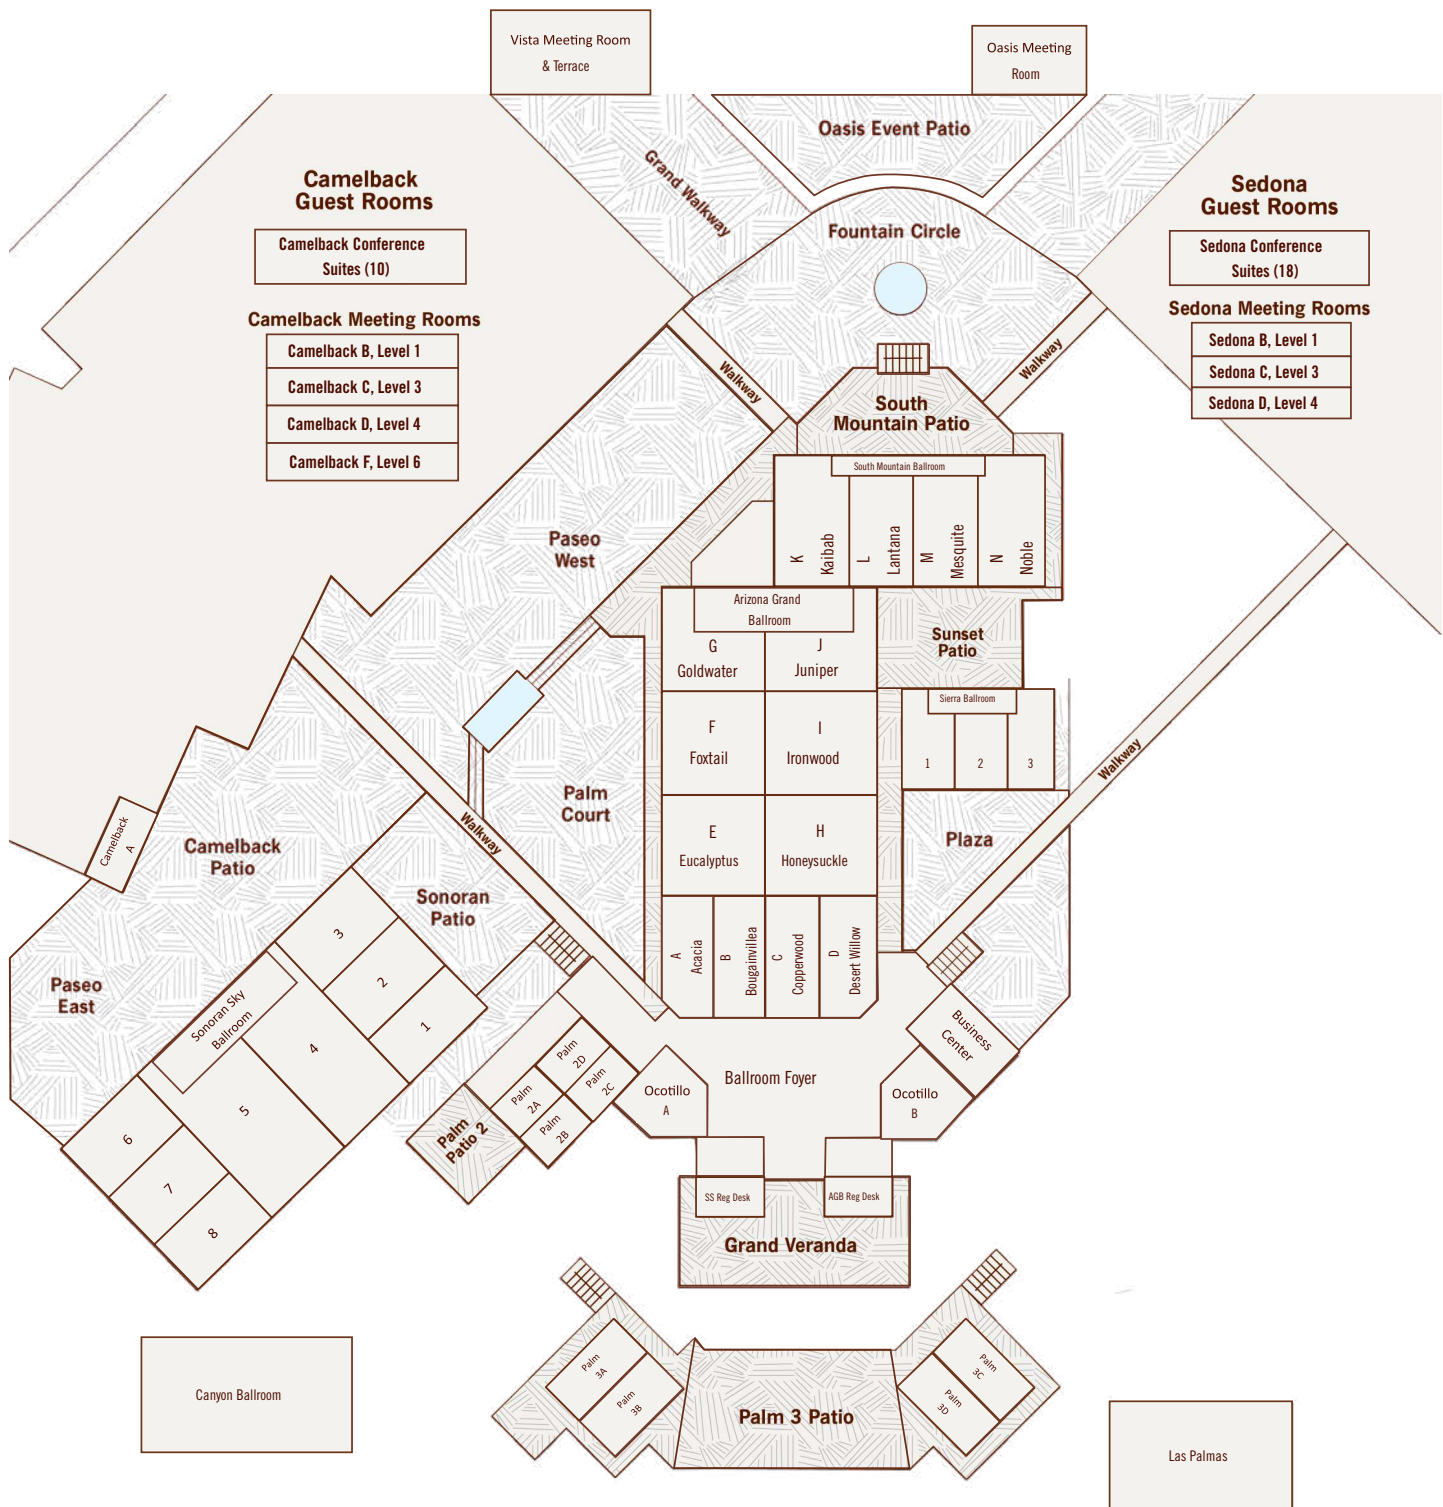 Vista Meeting Room
& Terrace
Oasis Meeting
Room
Oasis Event Patio
Grand Walkway
Camelback
Guest Rooms
Camelback Conference
Suites (10)
Camelback Meeting Rooms
Camelback B, Level 1
Camelback C, Level 3
Camelback D, Level 4
Camelback F, Level 6
Sedona
Guest Rooms
Sedona Conference
Suites (18)
Sedona Meeting Rooms
Sedona B, Level 1
Sedona C, Level 3
Sedona D, Level 4
Fountain Circle
Walkway
Walkway
South
Mountain Patio
South Mountain Ballroom
K
Kaibab
L
Lantana
M
Mesquite
N
Noble
Paseo
West
Arizona Grand
Ballroom
G
Goldwater
J
Juniper
Sunset
Patio
F
Foxtail
I
Ironwood
Sierra Ballroom
1
2
3
Walkway
Palm
Court
Walkway
E
Eucalyptus
H
Honeysuckle
Plaza
Camelback
A
Camelback
Patio
Sonoran
Patio
A
Acacia
B
Bougainvillea
C
Copperwood
D
Desert Willow
Paseo
East
Sonoran Sky
Ballroom
3
2
1
4
5
6
7
8
Business
Center
Palm
2D
Palm
2C
Palm
2A
Palm
2B
Palm
Patio 2
Ocotillo
A
Ballroom Foyer
Ocotillo
B
SS Reg Desk
AGB Reg Desk
Grand Veranda
Palm
3A
Palm
3B
Palm 3 Patio
Palm
3C
Palm
3D
Canyon Ballroom
Las Palmas